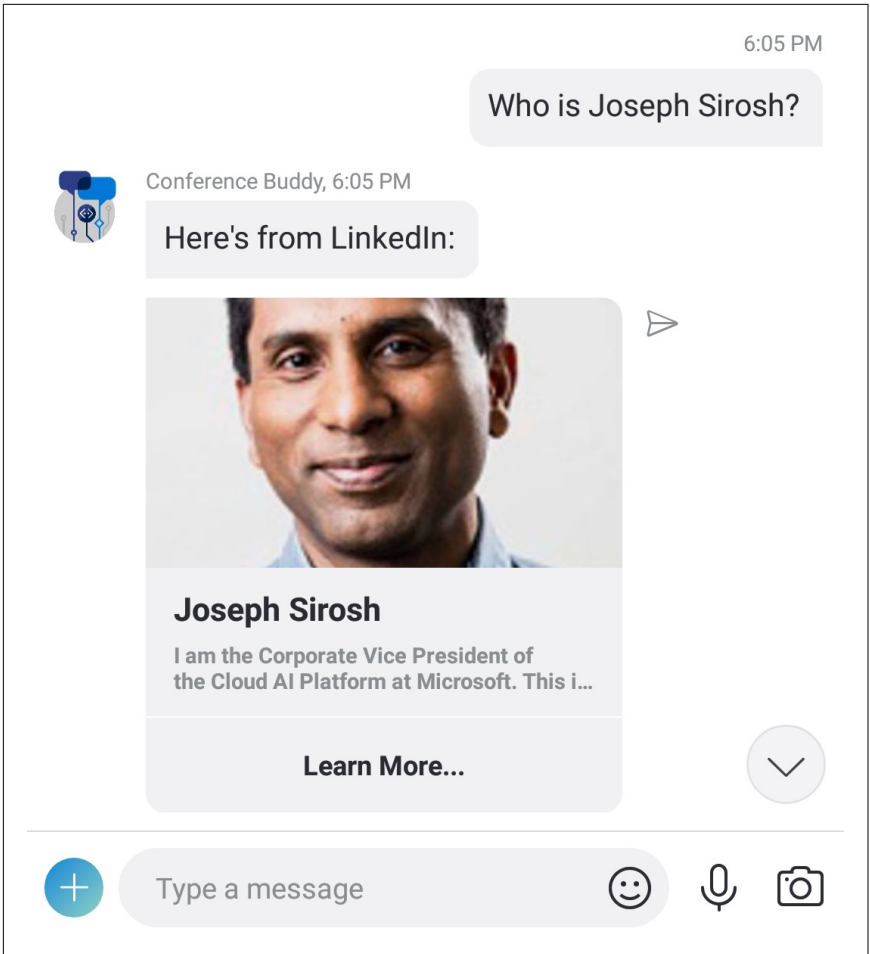 6:05 PM
Who is Joseph Sirosh?
Conference Buddy, 6:05 PM
Here's from LinkedIn:
Joseph Sirosh
I am the Corporate Vice President of
the Cloud AI Platform at Microsoft. This i...
Learn More...
Type a message